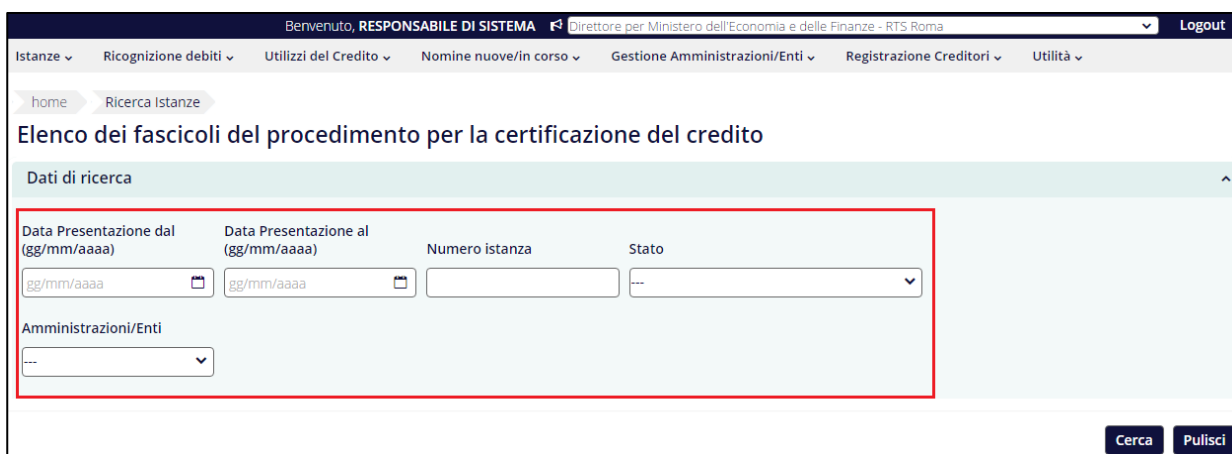 Benvenuto, RESPONSABILE DI SISTEMA Direttore per Ministero dell'Economia e delle Finanze - RTS Roma Logout
Istanze Ricognizione debiti Utilizzi del Credito Nomine nuove/in corso Gestione Amministrazioni/Enti Registrazione Creditori Utilità
home Ricerca Istanze
Elenco dei fascicoli del procedimento per la certificazione del credito
Dati di ricerca
Data Presentazione dal (gg/mm/aaaa)
gg/mm/aaaa
Data Presentazione al (gg/mm/aaaa)
gg/mm/aaaa
Numero istanza
Stato
---
Amministrazioni/Enti
---
Cerca Pulisci